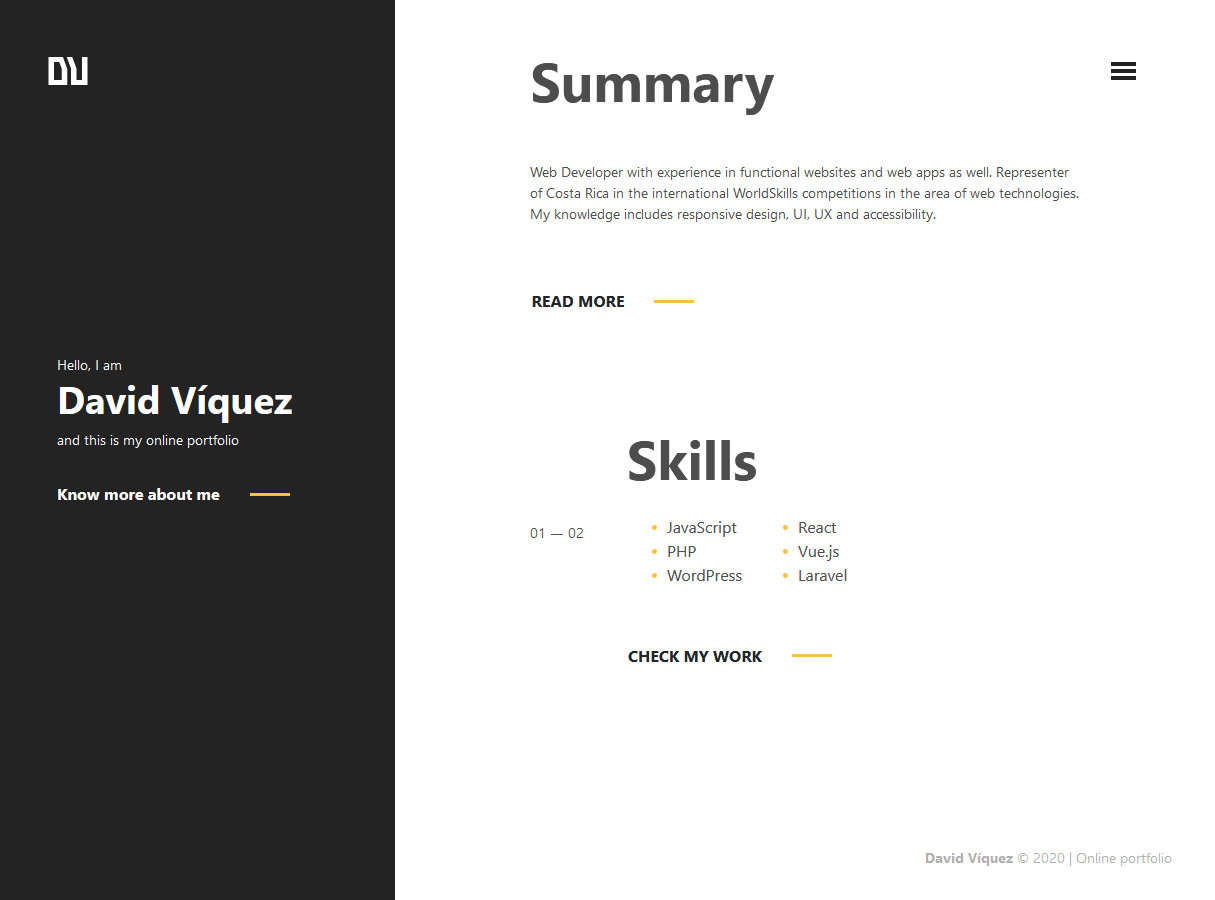 DV
Hello, I am
David Víquez
and this is my online portfolio
Know more about me
Summary
Web Developer with experience in functional websites and web apps as well. Representer
of Costa Rica in the international WorldSkills competitions in the area of web technologies.
My knowledge includes responsive design, UI, UX and accessibility.
READ MORE
Skills
01 — 02
• JavaScript
• PHP
• WordPress
• React
• Vue.js
• Laravel
CHECK MY WORK
David Víquez © 2020 | Online portfolio